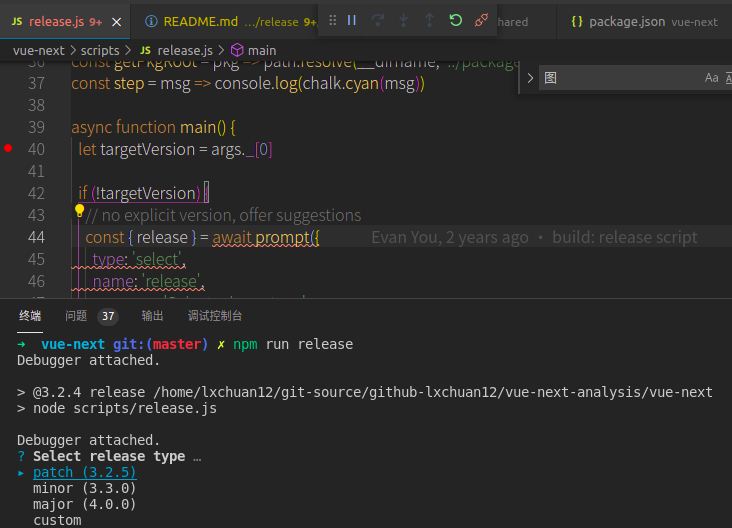 JS release.js 9+ ×
README.md .../release 9+
hared
{} package.json vue-next
vue-next > scripts > JS release.js > main
36 const getPkgRoot = pkg => path.resolve(__dirname, '../packag
37 const step = msg => console.log(chalk.cyan(msg))
图
Aa
38
39 async function main() {
40 let targetVersion = args._[0]
41
42 if (!targetVersion) {
43 // no explicit version, offer suggestions
44 const { release } = await prompt({ Evan You, 2 years ago • build: release script
45 type: 'select',
46 name: 'release',
终端 问题 37 输出 调试控制台
➜ vue-next git:(master) ✗ npm run release
Debugger attached.
> @3.2.4 release /home/lxchuan12/git-source/github-lxchuan12/vue-next-analysis/vue-next
> node scripts/release.js
Debugger attached.
? Select release type …
▸ patch (3.2.5)
minor (3.3.0)
major (4.0.0)
custom